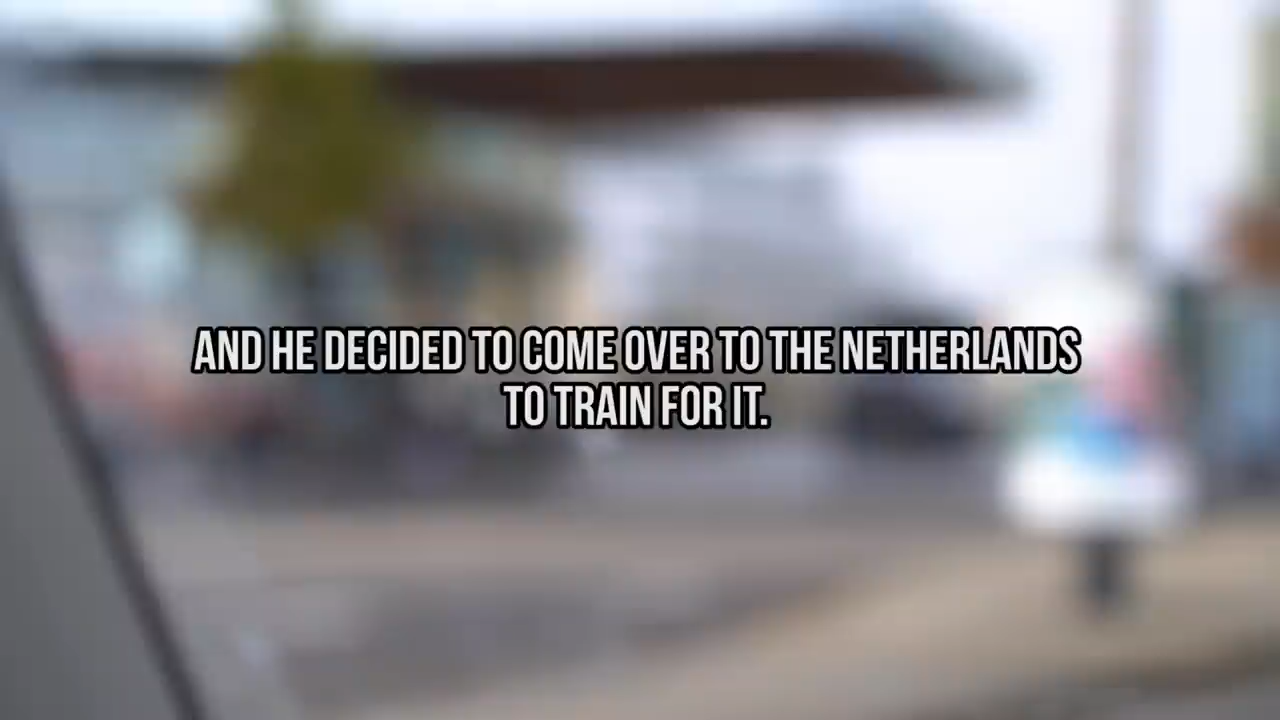 AND HE DECIDED TO COME OVER TO THE NETHERLANDS
TO TRAIN FOR IT.